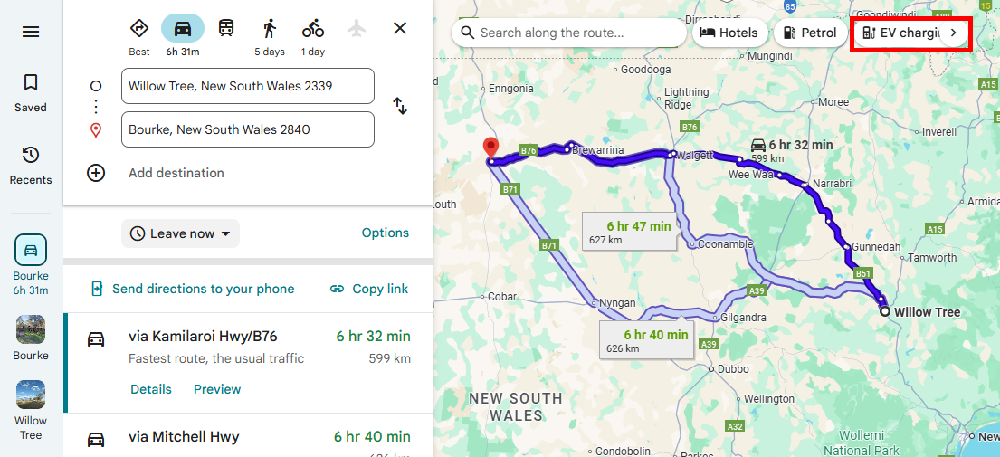 Saved
Recents
Bourke
6h 31m
Bourke
Willow
Tree
Best
6h 31m
5 days
1 day
—
Willow Tree, New South Wales 2339
Bourke, New South Wales 2840
Add destination
Leave now
Options
Send directions to your phone
Copy link
via Kamilaroi Hwy/B76
6 hr 32 min
Fastest route, the usual traffic
599 km
Details
Preview
via Mitchell Hwy
6 hr 40 min
626 km
Search along the route...
Hotels
Petrol
EV chargi
85
15
Dirranbandi
Goondiwindi
Mungindi
Goodooga
Enngonia
Lightning
Ridge
Moree
A15
B76
Inverell
B76
Brewarrina
Walgett
6 hr 32 min
599 km
Wee Waa
Narrabri
B71
Louth
Armida
6 hr 47 min
627 km
A15
B71
Coonamble
Gunnedah
Tamworth
B51
Cobar
Nyngan
A39
Willow Tree
Gilgandra
6 hr 40 min
626 km
A39
Dubbo
NEW SOUTH
WALES
Wellington
A32
Wollemi
National Park
New
Condobolin
Parkes